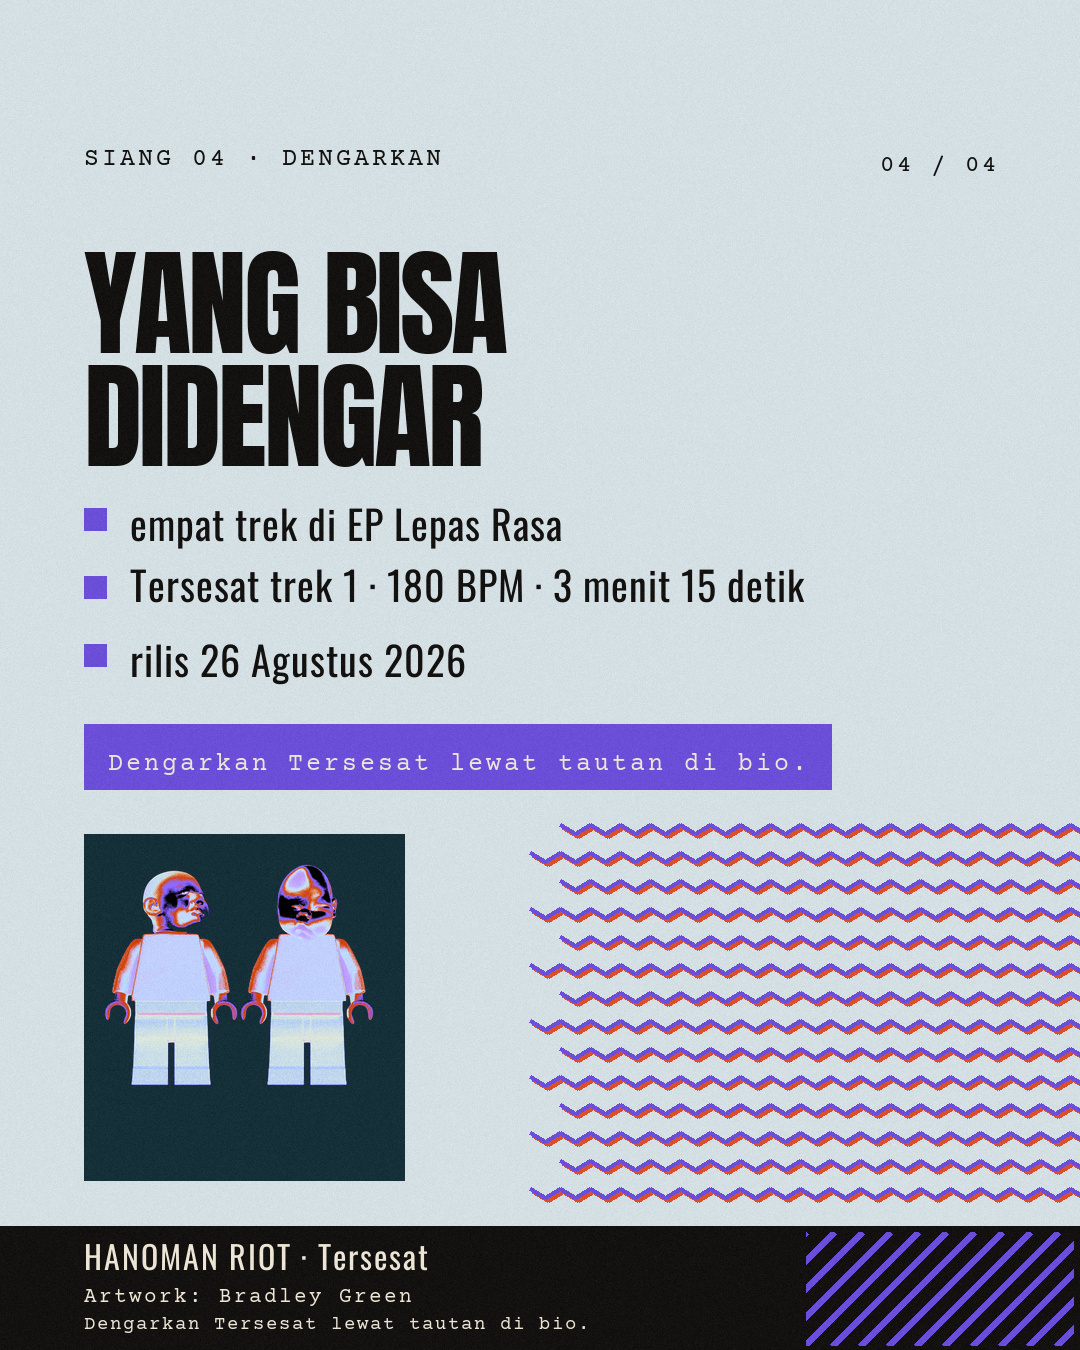 SIANG 04 · DENGARKAN
04 / 04
YANG BISA
DIDENGAR
empat trek di EP Lepas Rasa
Tersesat trek 1 · 180 BPM · 3 menit 15 detik
rilis 26 Agustus 2026
Dengarkan Tersesat lewat tautan di bio.
HANOMAN RIOT · Tersesat
Artwork: Bradley Green
Dengarkan Tersesat lewat tautan di bio.